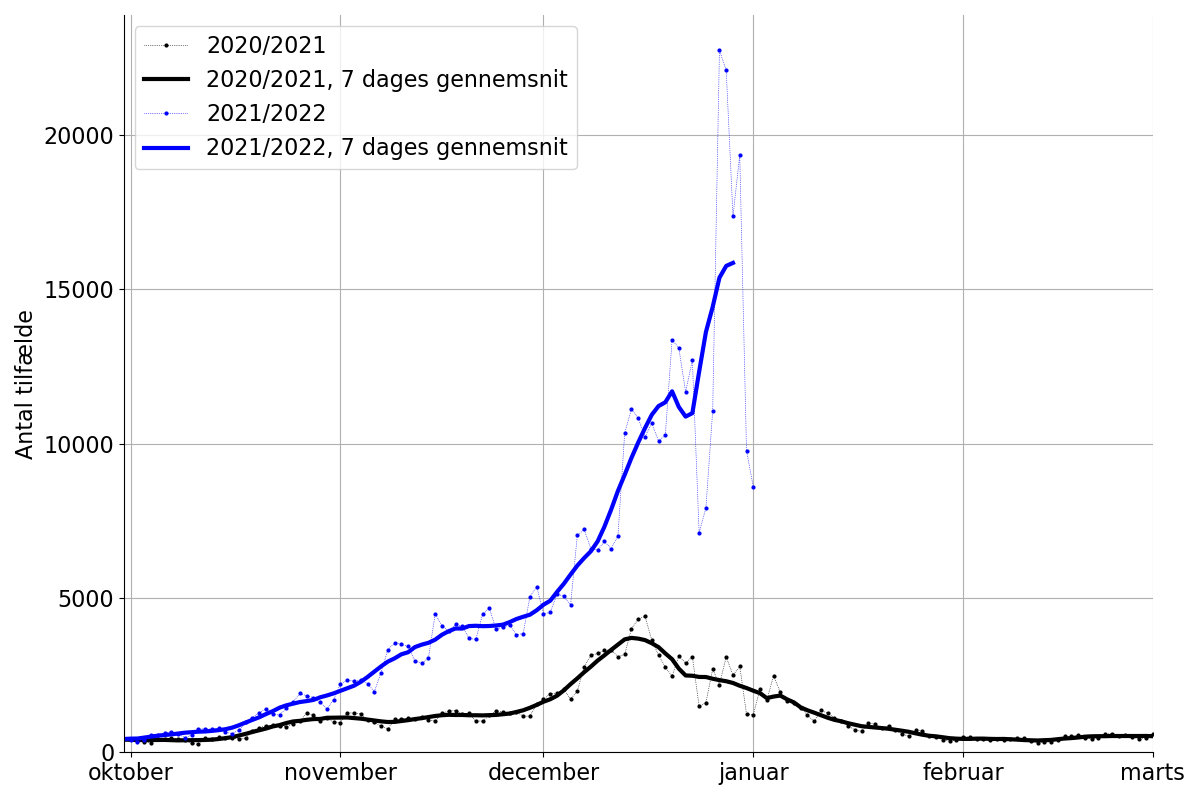 2020/2021
2020/2021, 7 dages gennemsnit
2021/2022
2021/2022, 7 dages gennemsnit
Antal tilfælde
20000
15000
10000
5000
0
oktober november december januar februar marts